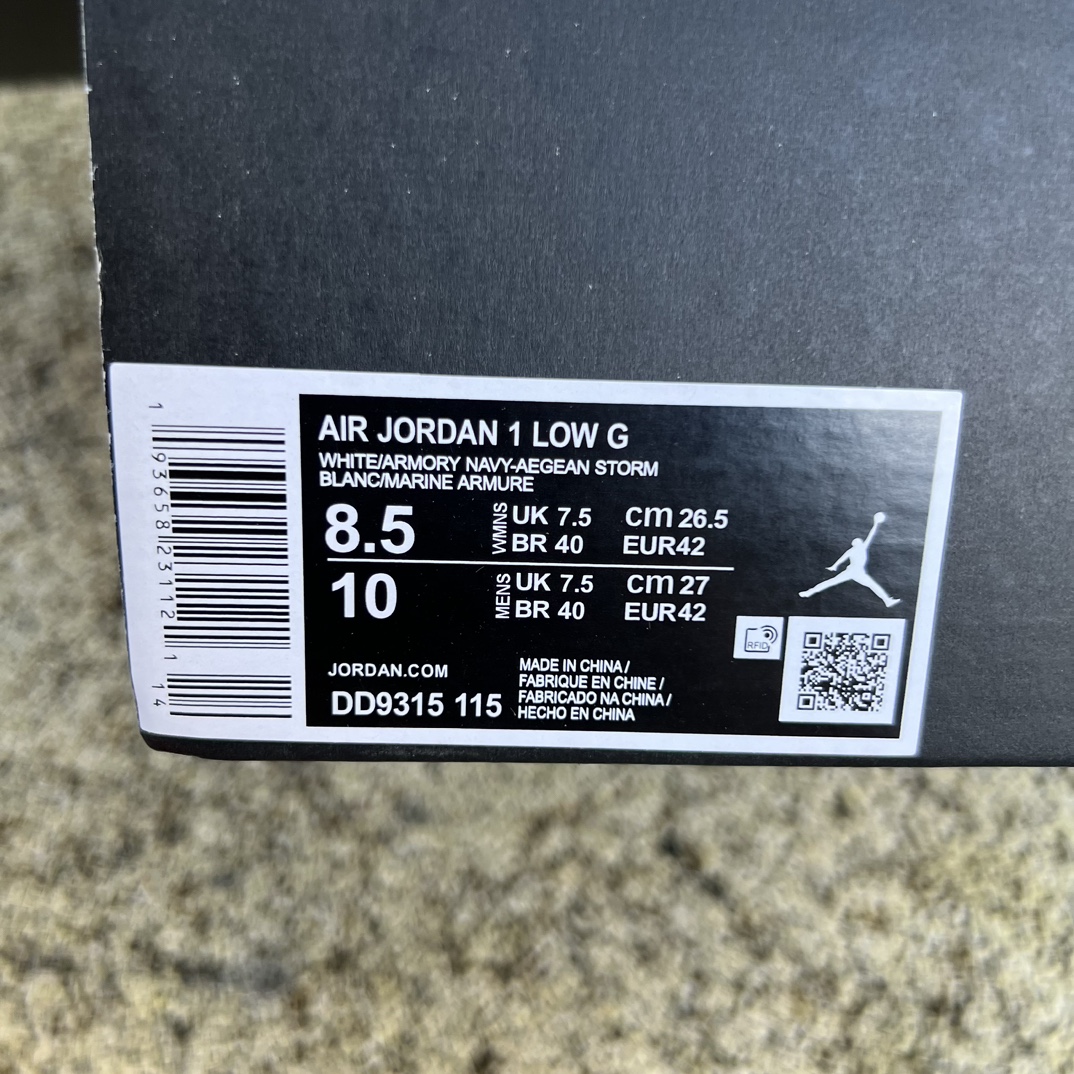 AIR JORDAN 1 LOW G
WHITE/ARMORY NAVY-AEGEAN STORM
BLANC/MARINE ARMURE
8.5 WMNS UK 7.5 cm 26.5
BR 40 EUR42
10 MENS UK 7.5 cm 27
BR 40 EUR42
RFID
JORDAN.COM
DD9315 115
MADE IN CHINA /
FABRIQUE EN CHINE /
FABRICADO NA CHINA /
HECHO EN CHINA
1 93658 23112 1 14